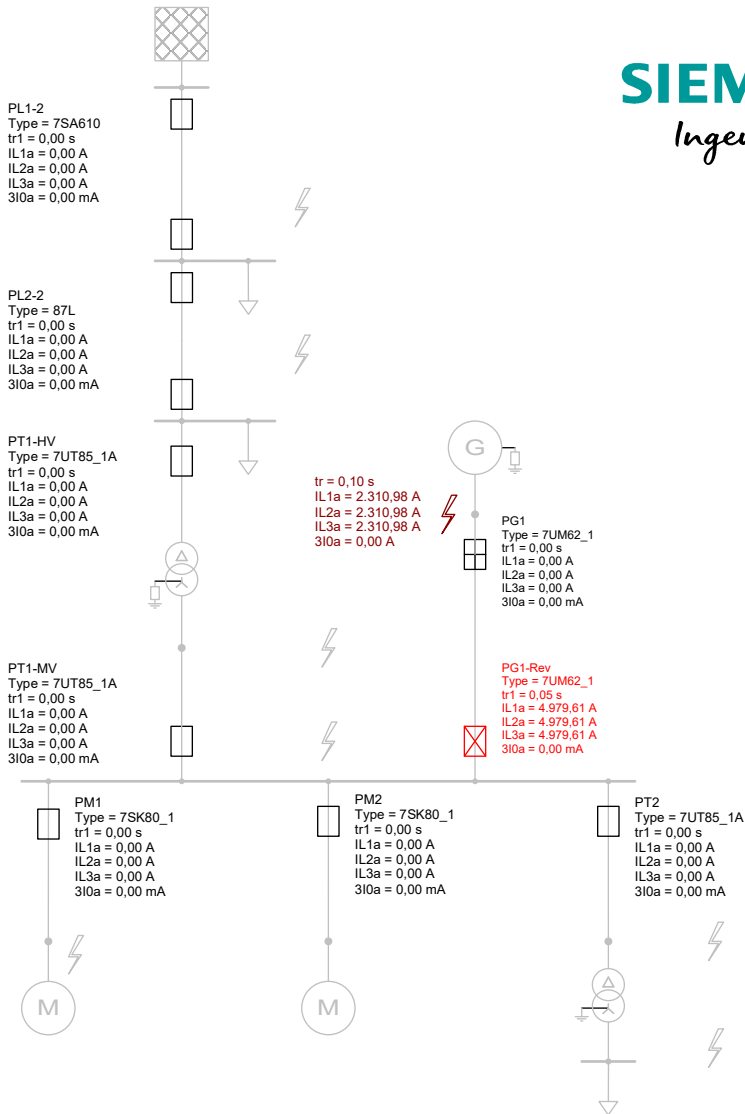 SIEM
Ingeu
PL1-2
Type = 7SA610
tr1 = 0,00 s
IL1a = 0,00 A
IL2a = 0,00 A
IL3a = 0,00 A
3I0a = 0,00 mA
PL2-2
Type = 87L
tr1 = 0,00 s
IL1a = 0,00 A
IL2a = 0,00 A
IL3a = 0,00 A
3I0a = 0,00 mA
PT1-HV
Type = 7UT85_1A
tr1 = 0,00 s
IL1a = 0,00 A
IL2a = 0,00 A
IL3a = 0,00 A
3I0a = 0,00 mA
G
tr = 0,10 s
IL1a = 2.310,98 A
IL2a = 2.310,98 A
IL3a = 2.310,98 A
3I0a = 0,00 A
PG1
Type = 7UM62_1
tr1 = 0,00 s
IL1a = 0,00 A
IL2a = 0,00 A
IL3a = 0,00 A
3I0a = 0,00 mA
PT1-MV
Type = 7UT85_1A
tr1 = 0,00 s
IL1a = 0,00 A
IL2a = 0,00 A
IL3a = 0,00 A
3I0a = 0,00 mA
PG1-Rev
Type = 7UM62_1
tr1 = 0,05 s
IL1a = 4.979,61 A
IL2a = 4.979,61 A
IL3a = 4.979,61 A
3I0a = 0,00 mA
PM1
Type = 7SK80_1
tr1 = 0,00 s
IL1a = 0,00 A
IL2a = 0,00 A
IL3a = 0,00 A
3I0a = 0,00 mA
PM2
Type = 7SK80_1
tr1 = 0,00 s
IL1a = 0,00 A
IL2a = 0,00 A
IL3a = 0,00 A
3I0a = 0,00 mA
PT2
Type = 7UT85_1A
tr1 = 0,00 s
IL1a = 0,00 A
IL2a = 0,00 A
IL3a = 0,00 A
3I0a = 0,00 mA
M
M